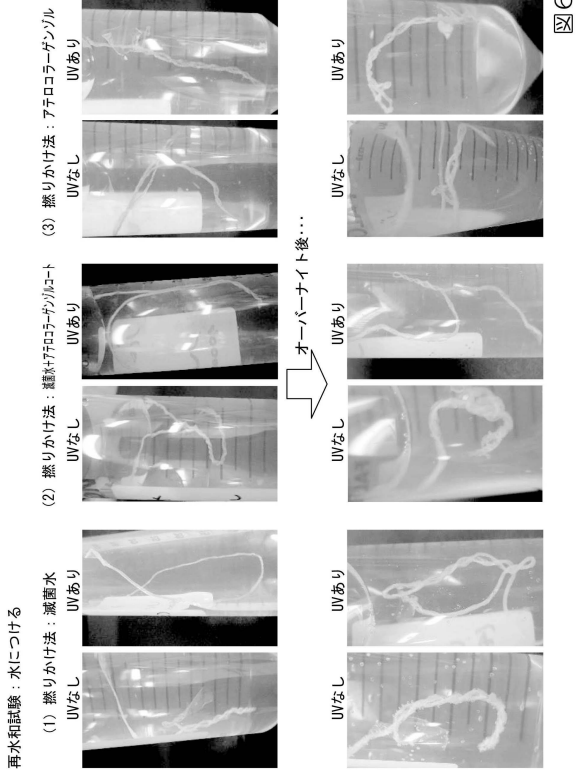 再水和試験：水につける
(1) 撚りかけ法：滅菌水
UVなし
UVあり
(2) 撚りかけ法：滅菌水+アテロコラーゲンゾルコート
UVなし
UVあり
(3) 撚りかけ法：アテロコラーゲンゾル
UVなし
UVあり
オーバーナイト後･･･
UVなし
UVあり
UVなし
UVあり
UVなし
UVあり
図6